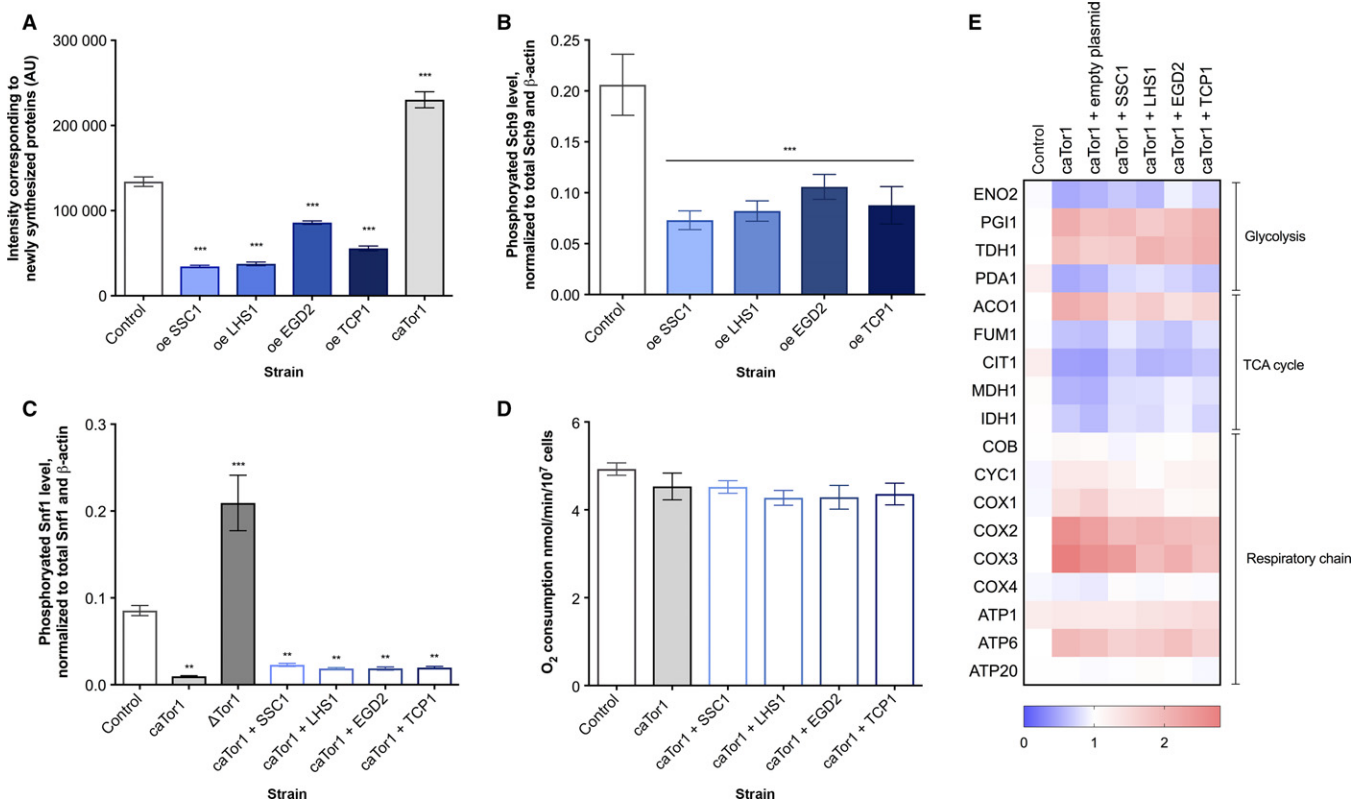 A
Intensity corresponding to
newly synthesized proteins (AU)
300 000
200 000
100 000
0
***
***
***
***
***
Control
oe SSC1
oe LHS1
oe EGD2
oe TCP1
caTor1
Strain
B
Phosphoryated Sch9 level,
normalized to total Sch9 and β-actin
0.25
0.20
0.15
0.10
0.05
0.00
***
Control
oe SSC1
oe LHS1
oe EGD2
oe TCP1
Strain
C
Phosphoryated Snf1 level,
normalized to total Snf1 and β-actin
0.3
0.2
0.1
0.0
**
***
**
**
**
**
Control
caTor1
ΔTor1
caTor1 + SSC1
caTor1 + LHS1
caTor1 + EGD2
caTor1 + TCP1
Strain
D
O2 consumption nmol/min/10⁷ cells
6
4
2
0
Control
caTor1
caTor1 + SSC1
caTor1 + LHS1
caTor1 + EGD2
caTor1 + TCP1
Strain
E
Control
caTor1
caTor1 + empty plasmid
caTor1 + SSC1
caTor1 + LHS1
caTor1 + EGD2
caTor1 + TCP1
ENO2
PGI1
TDH1
PDA1
ACO1
FUM1
CIT1
MDH1
IDH1
COB
CYC1
COX1
COX2
COX3
COX4
ATP1
ATP6
ATP20
Glycolysis
TCA cycle
Respiratory chain
0
1
2